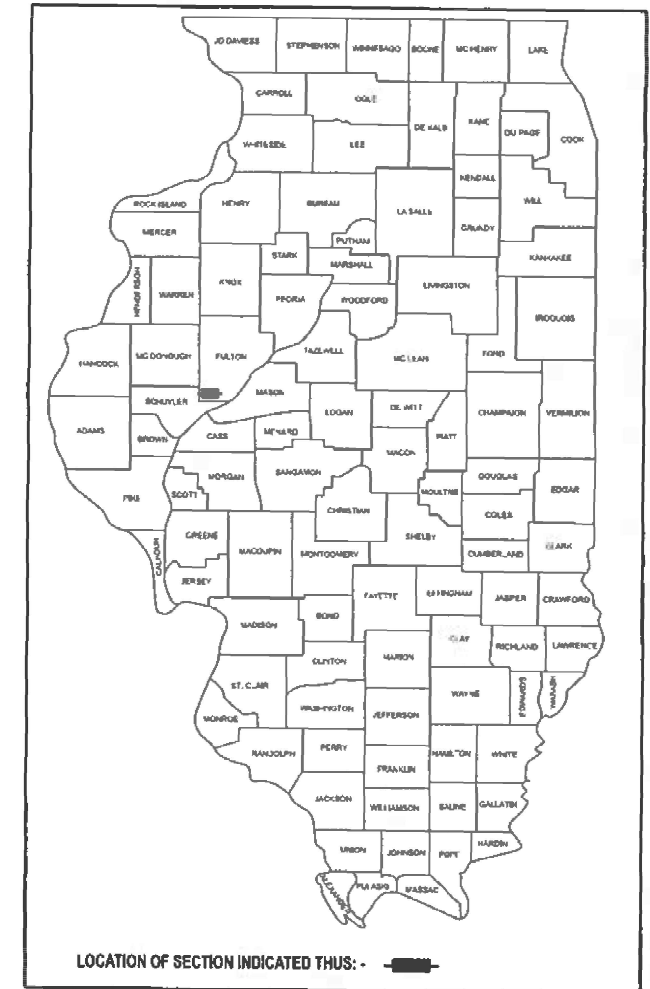 JO DAVIESS STEPHENSON WINNEBAGO BOONE MC HENRY LAKE
CARROLL OGLE
DE KALB KANE DU PAGE COOK
WHITESIDE LEE
KENDALL
ROCK ISLAND HENRY BUREAU LA SALLE WILL
MERCER PUTNAM GRUNDY
STARK MARSHALL KANKAKEE
HENDERSON WARREN KNOX PEORIA WOODFORD LIVINGSTON
IROQUOIS
HANCOCK MC DONOUGH FULTON TAZEWELL MC LEAN FORD
MASON
SCHUYLER LOGAN DE WITT CHAMPAIGN VERMILION
ADAMS BROWN CASS MENARD PIATT
MACON
MORGAN SANGAMON DOUGLAS
PIKE SCOTT MOULTRIE EDGAR
CHRISTIAN COLES
GREENE SHELBY
CALHOUN MACOUPIN MONTGOMERY CUMBERLAND CLARK
JERSEY
FAYETTE EFFINGHAM JASPER CRAWFORD
MADISON BOND
CLAY RICHLAND LAWRENCE
CLINTON MARION
ST. CLAIR WAYNE EDWARDS WABASH
WASHINGTON JEFFERSON
MONROE
RANDOLPH PERRY HAMILTON WHITE
FRANKLIN
JACKSON WILLIAMSON SALINE GALLATIN
UNION JOHNSON POPE HARDIN
ALEXANDER PULASKI MASSAC
LOCATION OF SECTION INDICATED THUS: -